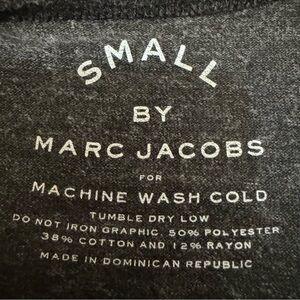 SMALL
BY
MARC JACOBS
FOR
MACHINE WASH COLD
TUMBLE DRY LOW
DO NOT IRON GRAPHIC. 50% POLYESTER
38% COTTON AND 12% RAYON
MADE IN DOMINICAN REPUBLIC